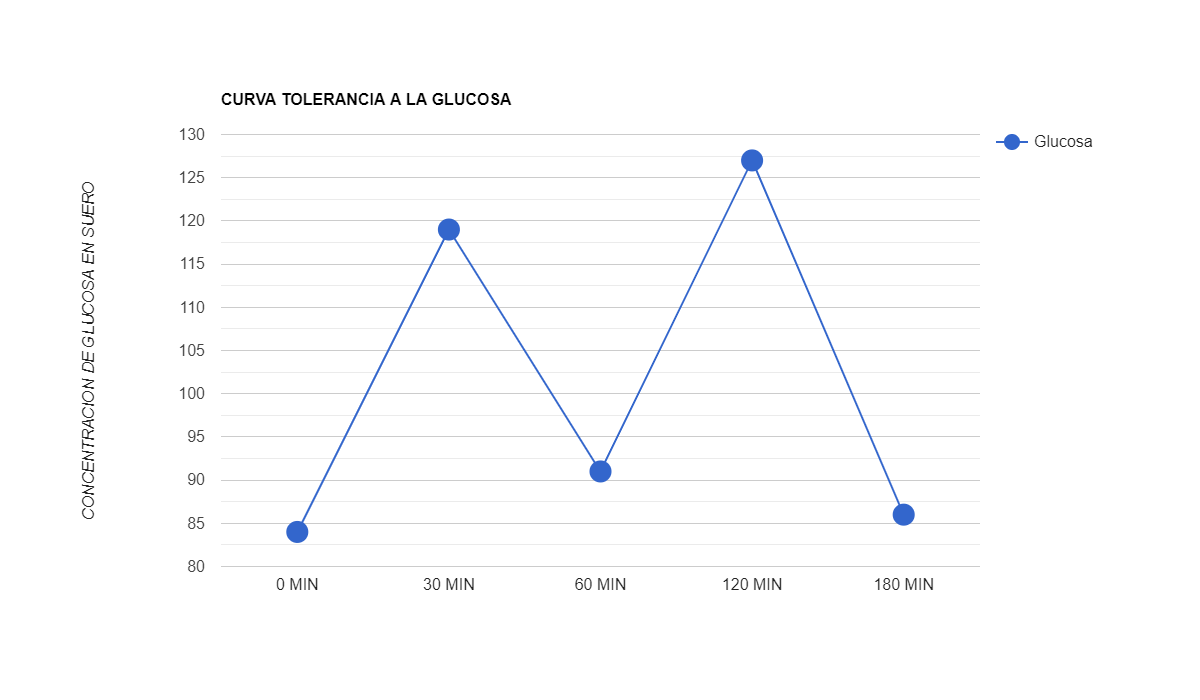 CURVA TOLERANCIA A LA GLUCOSA
CONCENTRACION DE GLUCOSA EN SUERO
130
125
120
115
110
105
100
95
90
85
80
0 MIN
30 MIN
60 MIN
120 MIN
180 MIN
Glucosa